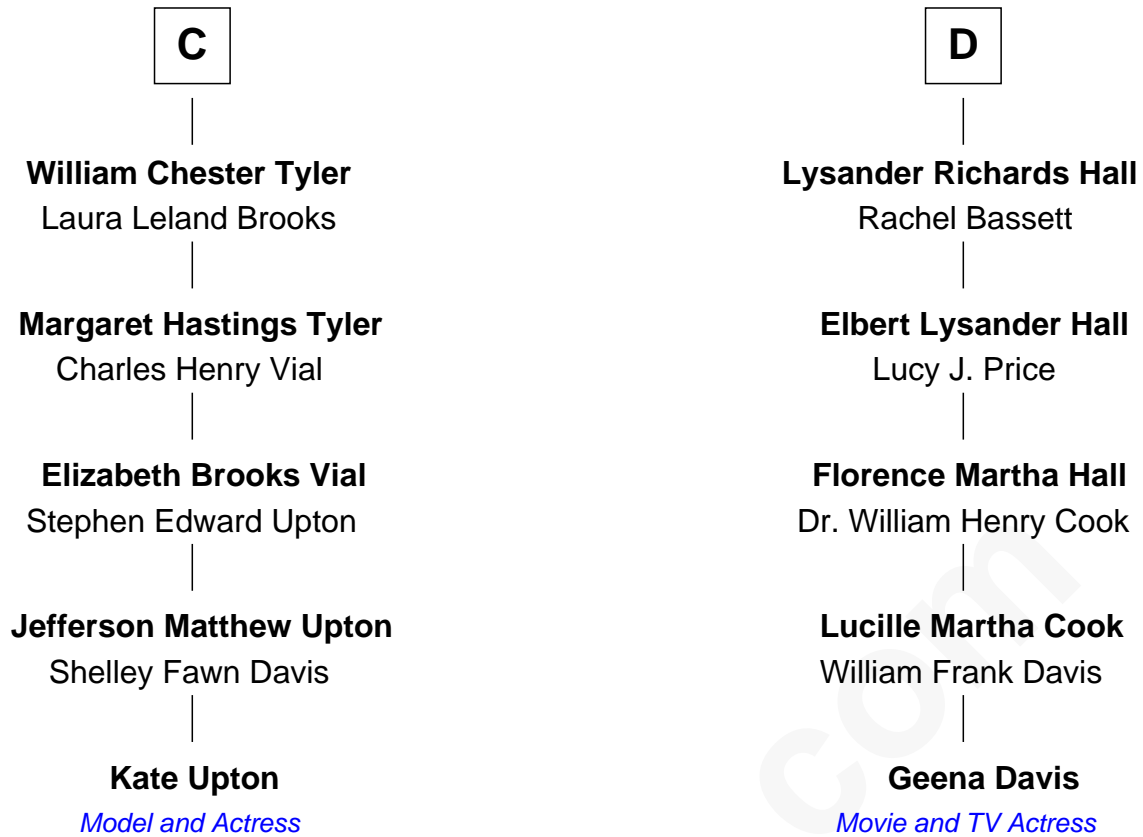 C
William Chester Tyler
Laura Leland Brooks
Margaret Hastings Tyler
Charles Henry Vial
Elizabeth Brooks Vial
Stephen Edward Upton
Jefferson Matthew Upton
Shelley Fawn Davis
Kate Upton
Model and Actress
D
Lysander Richards Hall
Rachel Bassett
Elbert Lysander Hall
Lucy J. Price
Florence Martha Hall
Dr. William Henry Cook
Lucille Martha Cook
William Frank Davis
Geena Davis
Movie and TV Actress
com